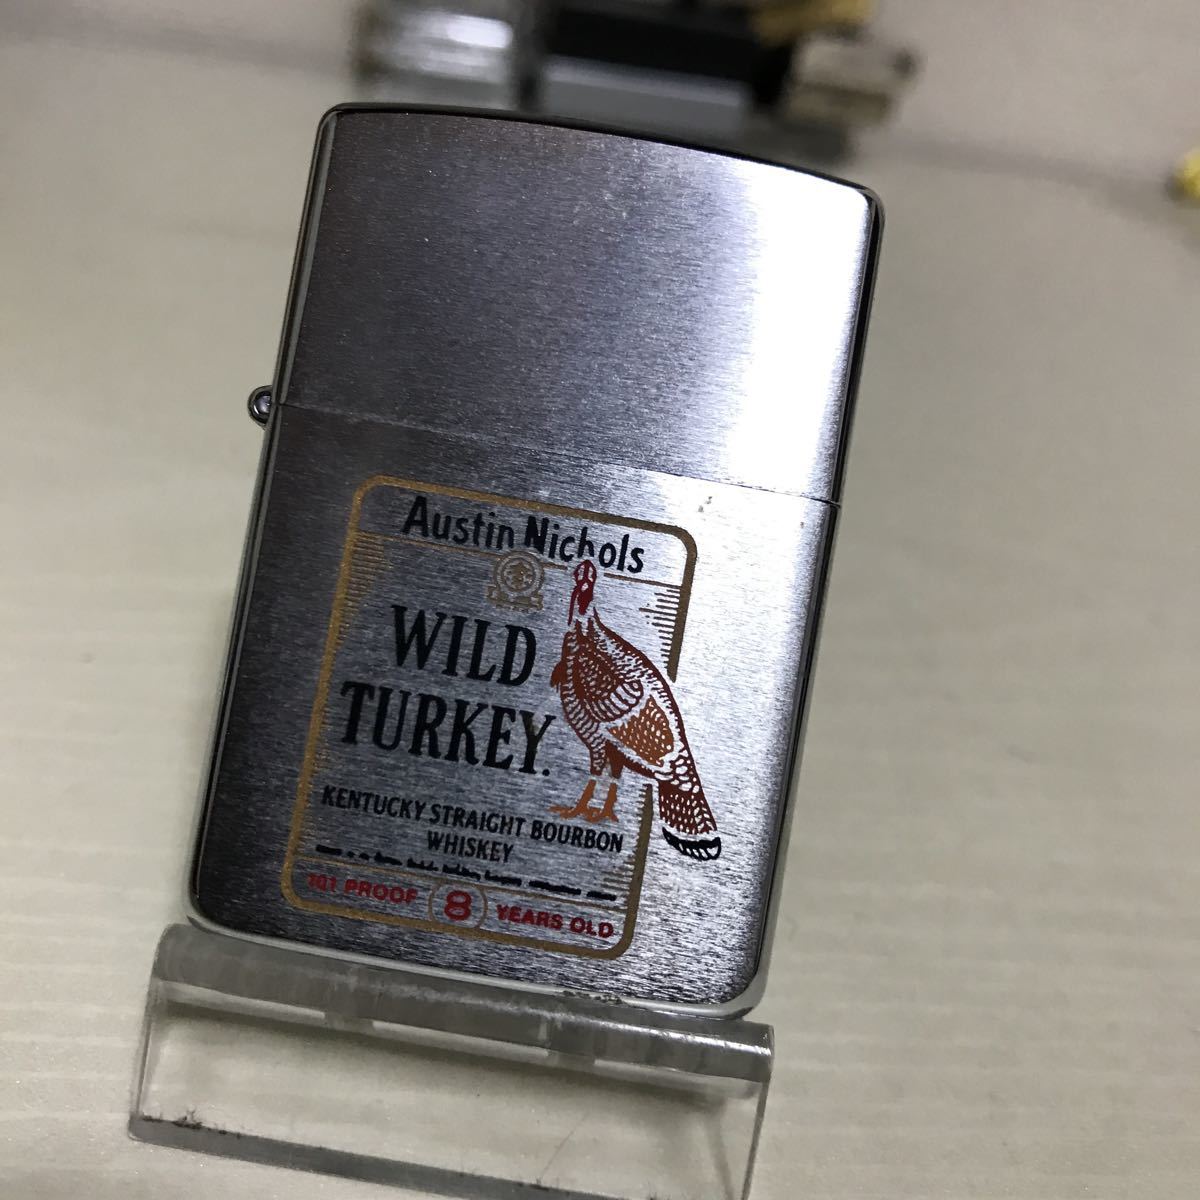 Austin Nichols
WILD
TURKEY.
KENTUCKY STRAIGHT BOURBON
WHISKEY
101 PROOF 8 YEARS OLD